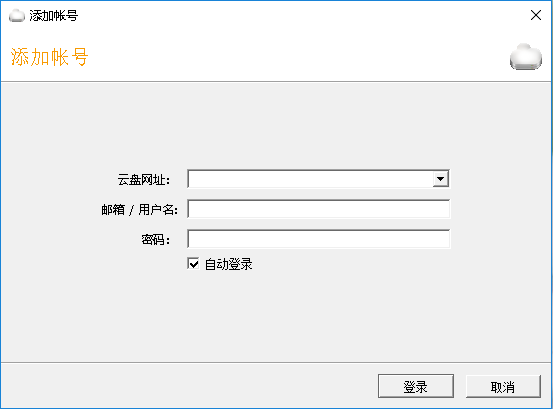 添加帐号
添加帐号
云盘网址：
邮箱 / 用户名：
密码：
自动登录
登录
取消